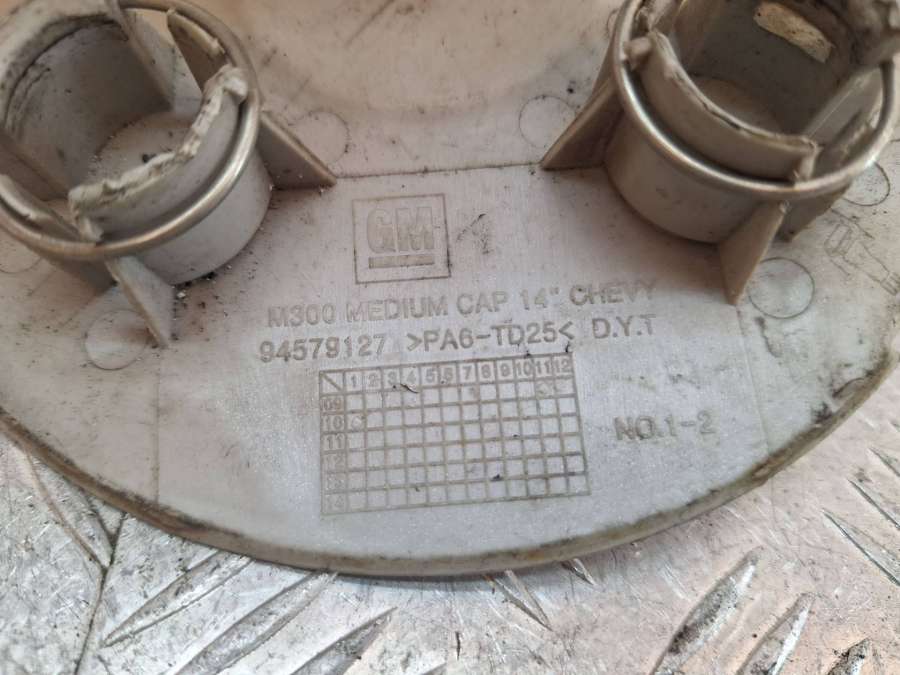 GM
M300 MEDIUM CAP 14" CHEVY
94579127 >PA6-TD25< D.Y.T
1 2 3 4 5 6 7 8 9 10 11 12
09
10
11
NO.1-2